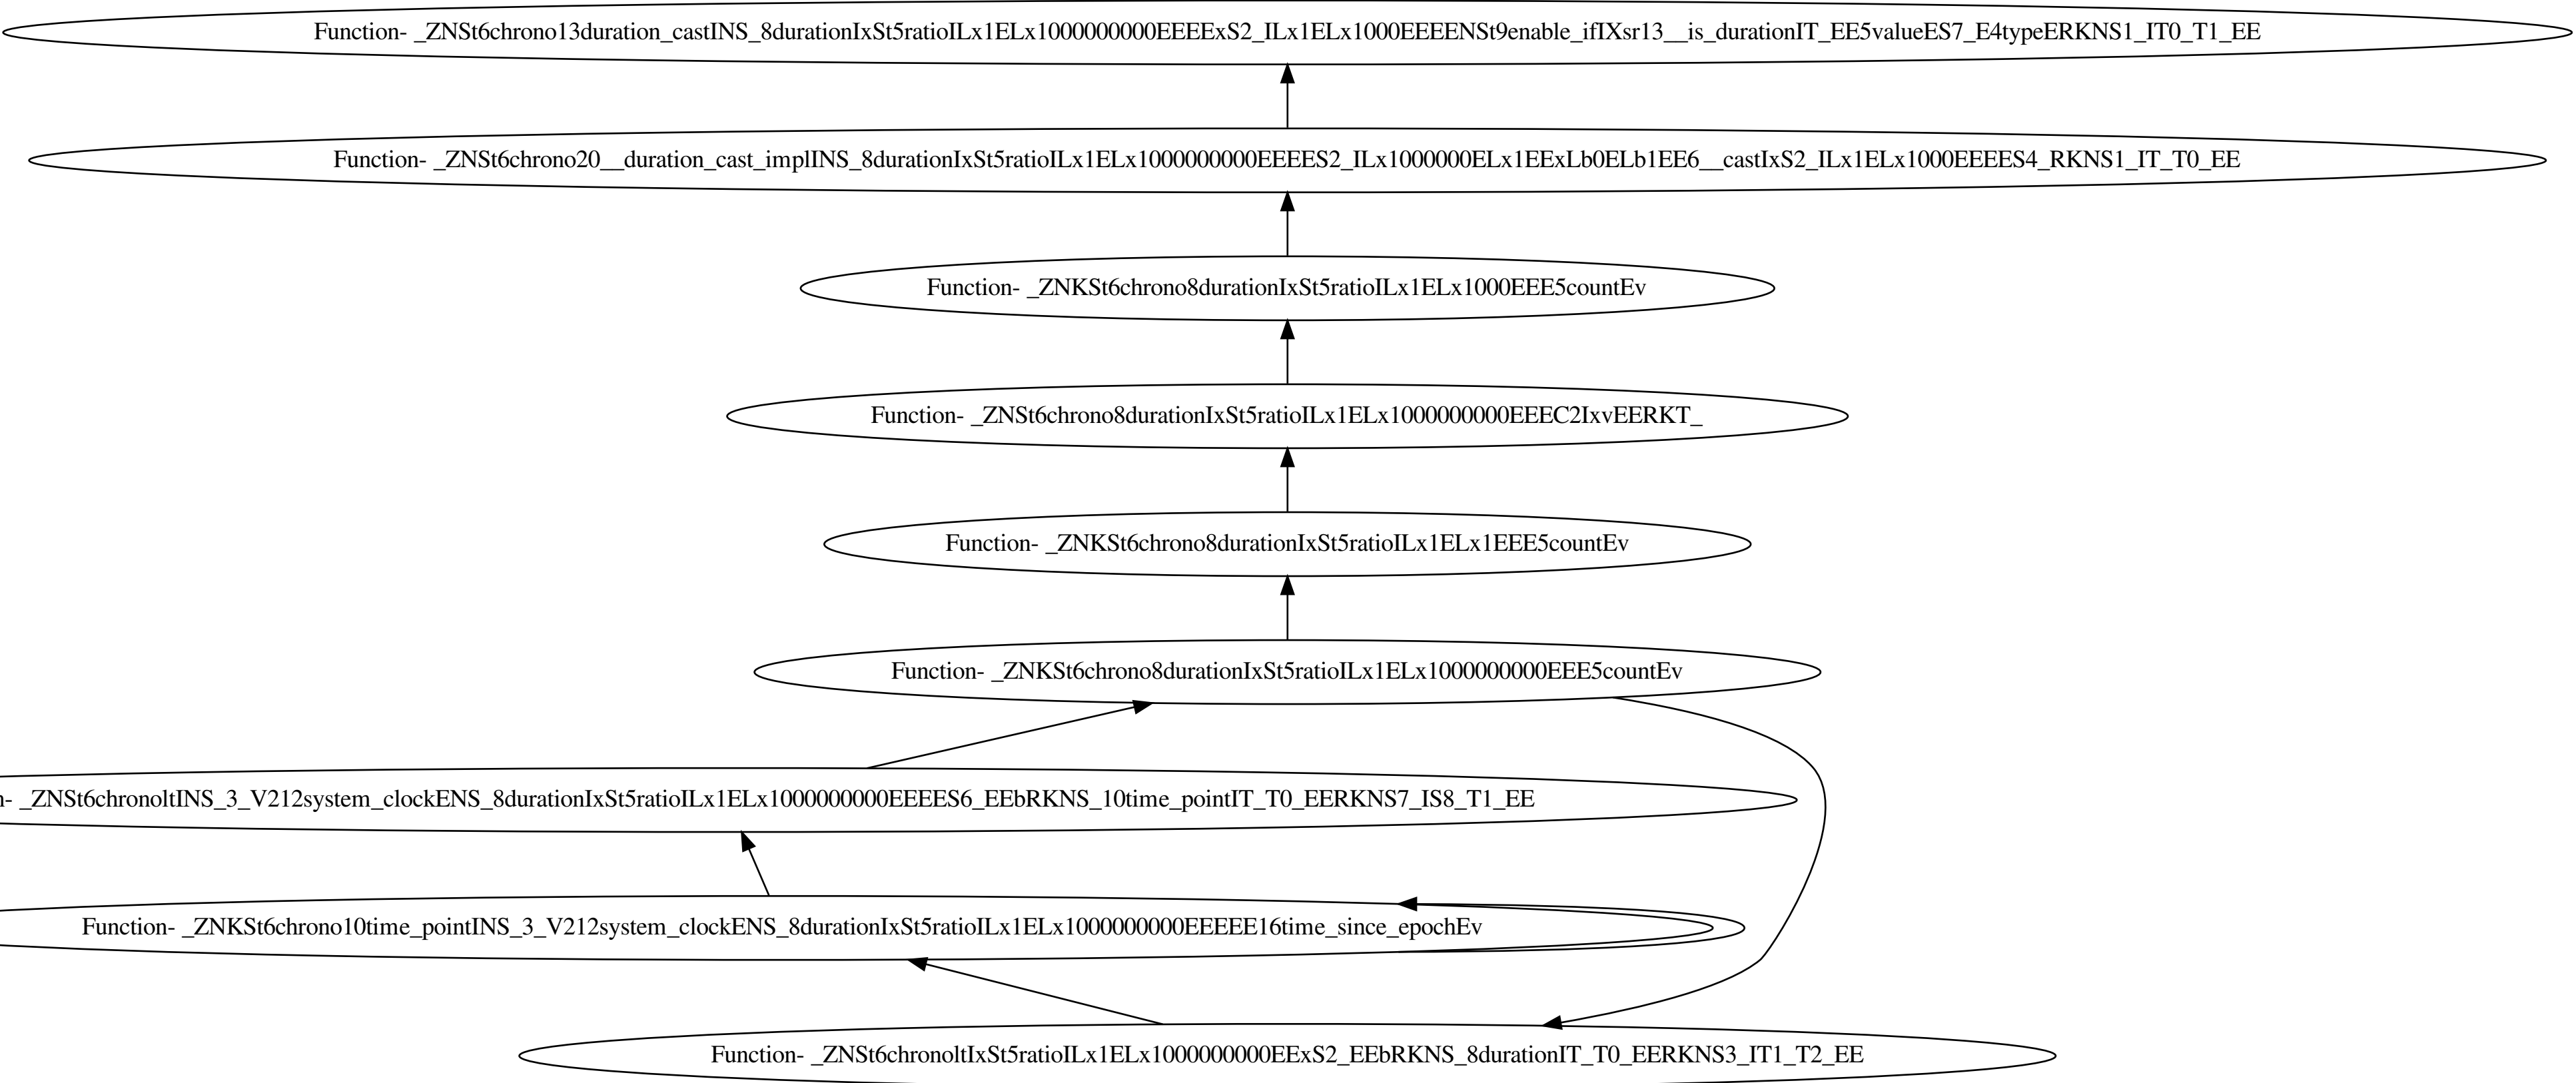 Function- _ZNSt6chrono13duration_castINS_8durationIxSt5ratioILx1ELx1000000000EEEExS2_ILx1ELx1000EEEENSt9enable_ifIXsr13__is_durationIT_EE5valueES7_E4typeERKNS1_IT0_T1_EE
Function- _ZNSt6chrono20__duration_cast_implINS_8durationIxSt5ratioILx1ELx1000000000EEEES2_ILx1000000ELx1EExLb0ELb1EE6__castIxS2_ILx1ELx1000EEEES4_RKNS1_IT_T0_EE
Function- _ZNKSt6chrono8durationIxSt5ratioILx1ELx1000EEE5countEv
Function- _ZNSt6chrono8durationIxSt5ratioILx1ELx1000000000EEEC2IxvEERKT_
Function- _ZNKSt6chrono8durationIxSt5ratioILx1ELx1EEE5countEv
Function- _ZNKSt6chrono8durationIxSt5ratioILx1ELx1000000000EEE5countEv
- _ZNSt6chronoltINS_3_V212system_clockENS_8durationIxSt5ratioILx1ELx1000000000EEEES6_EEbRKNS_10time_pointIT_T0_EERKNS7_IS8_T1_EE
Function- _ZNKSt6chrono10time_pointINS_3_V212system_clockENS_8durationIxSt5ratioILx1ELx1000000000EEEEE16time_since_epochEv
Function- _ZNSt6chronoltIxSt5ratioILx1ELx1000000000EExS2_EEbRKNS_8durationIT_T0_EERKNS3_IT1_T2_EE